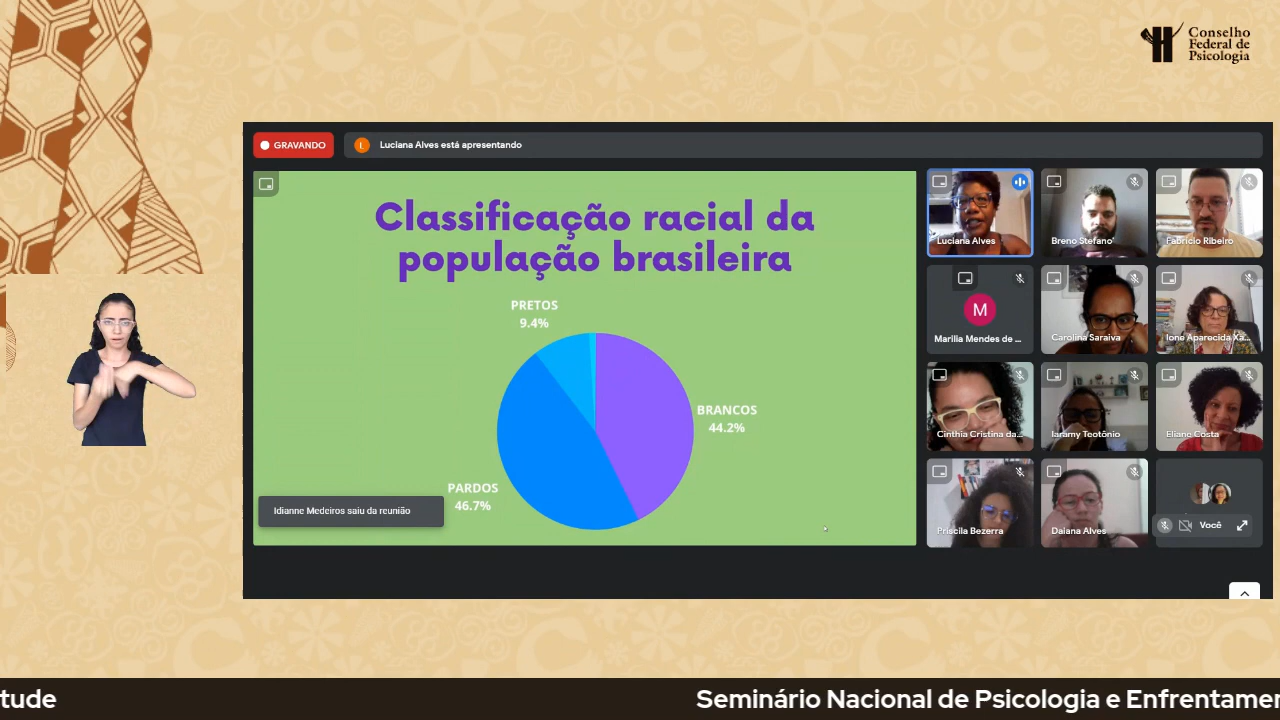 Conselho
Federal de
Psicologia
GRAVANDO
L
Luciana Alves está apresentando
Classificação racial da
população brasileira
PRETOS
9.4%
BRANCOS
44.2%
PARDOS
46.7%
Idianne Medeiros saiu da reunião
Luciana Alves
Breno Stefano
Fabrício Ribeiro
M
Marilia Mendes de ...
Carolina Saraiva
Ione Aparecida Xa...
Cinthia Cristina da...
Iaramy Teotônio
Eliane Costa
Priscila Bezerra
Daiana Alves
Você
tude
Seminário Nacional de Psicologia e Enfrentamen